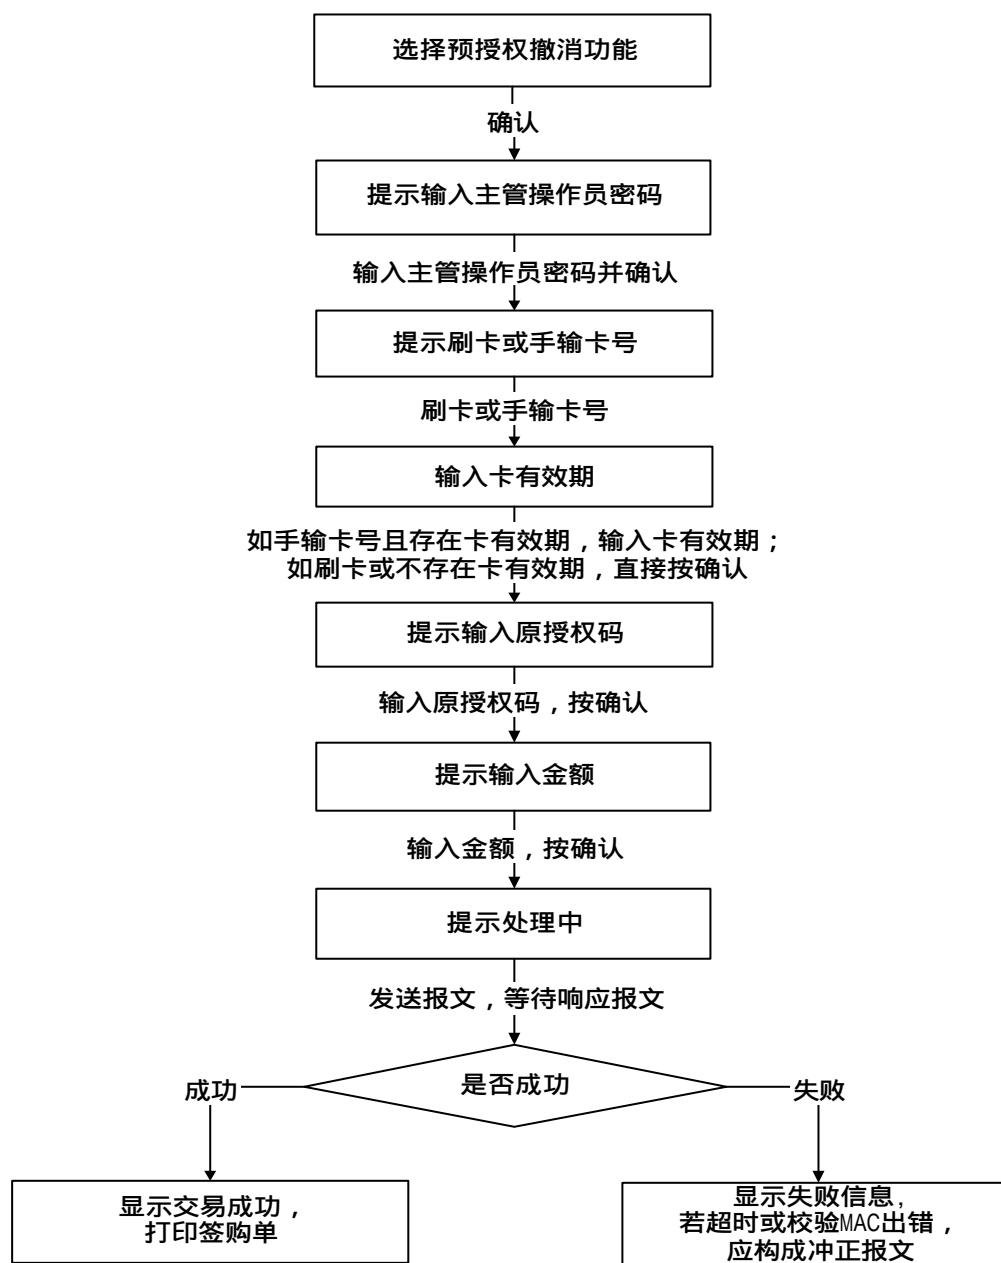 选择预授权撤消功能
确认
提示输入主管操作员密码
输入主管操作员密码并确认
提示刷卡或手输卡号
刷卡或手输卡号
输入卡有效期
如手输卡号且存在卡有效期，输入卡有效期；
如刷卡或不存在卡有效期，直接按确认
提示输入原授权码
输入原授权码，按确认
提示输入金额
输入金额，按确认
提示处理中
发送报文，等待响应报文
是否成功
成功
失败
显示交易成功，
打印签购单
显示失败信息,
若超时或校验MAC出错，
应构成冲正报文